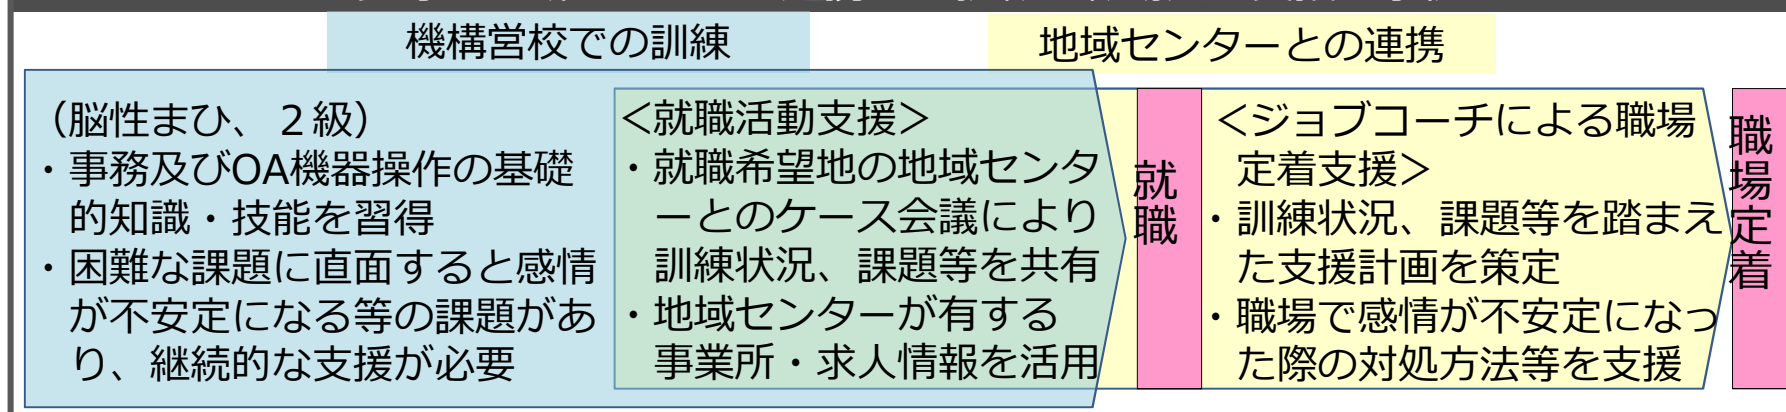 機構営校での訓練
地域センターとの連携
（脳性まひ、２級）
・事務及びOA機器操作の基礎
的知識・技能を習得
・困難な課題に直面すると感情
が不安定になる等の課題があ
り、継続的な支援が必要
＜就職活動支援＞
・就職希望地の地域センタ
ーとのケース会議により
訓練状況、課題等を共有
・地域センターが有する
事業所・求人情報を活用
就職
＜ジョブコーチによる職場
定着支援＞
・訓練状況、課題等を踏まえ
た支援計画を策定
・職場で感情が不安定になっ
た際の対処方法等を支援
職場定着